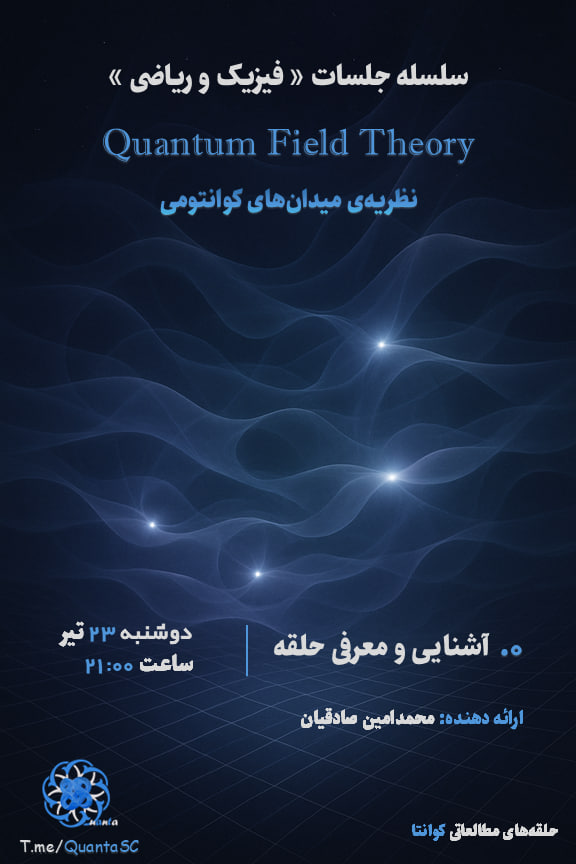 سلسله جلسات « فیزیک و ریاضی »
Quantum Field Theory
نظریه‌ی میدان‌های کوانتومی
۰. آشنایی و معرفی حلقه
دوشنبه ۲۳ تیر
ساعت ۲۱:۰۰
ارائه دهنده: محمدامین صادقیان
Quanta
حلقه‌های مطالعاتی کوانتا
T.me/QuantaSC